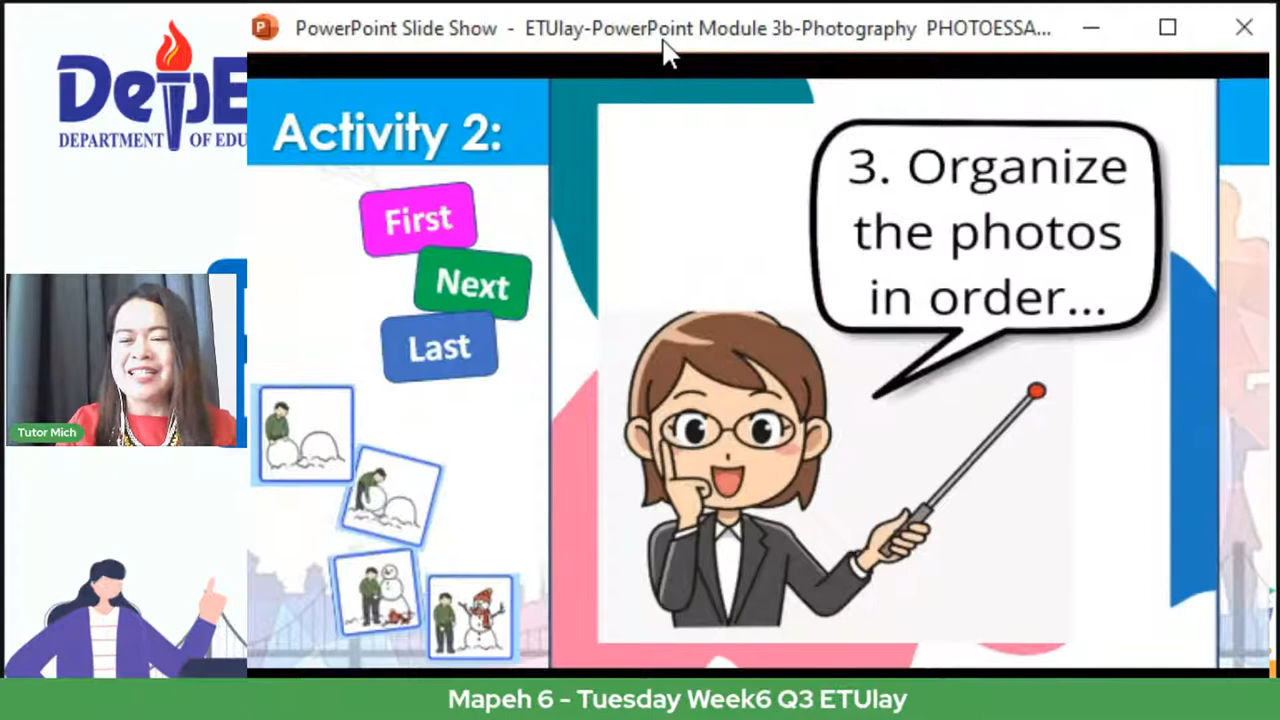 PowerPoint Slide Show - ETUlay-PowerPoint Module 3b-Photography PHOTOESSA...
DepE
DEPARTMENT OF EDU
Activity 2:
First
Next
Last
3. Organize
the photos
in order...
Tutor Mich
Mapeh 6 - Tuesday Week6 Q3 ETUlay